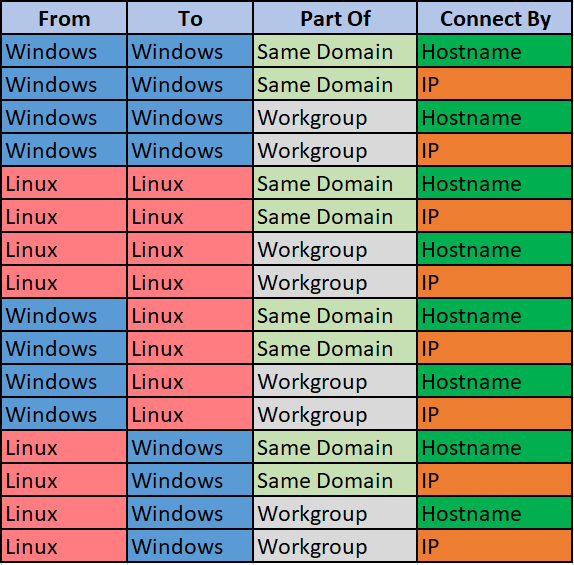 From To Part Of Connect By
Windows Windows Same Domain Hostname
Windows Windows Same Domain IP
Windows Windows Workgroup Hostname
Windows Windows Workgroup IP
Linux Linux Same Domain Hostname
Linux Linux Same Domain IP
Linux Linux Workgroup Hostname
Linux Linux Workgroup IP
Windows Linux Same Domain Hostname
Windows Linux Same Domain IP
Windows Linux Workgroup Hostname
Windows Linux Workgroup IP
Linux Windows Same Domain Hostname
Linux Windows Same Domain IP
Linux Windows Workgroup Hostname
Linux Windows Workgroup IP